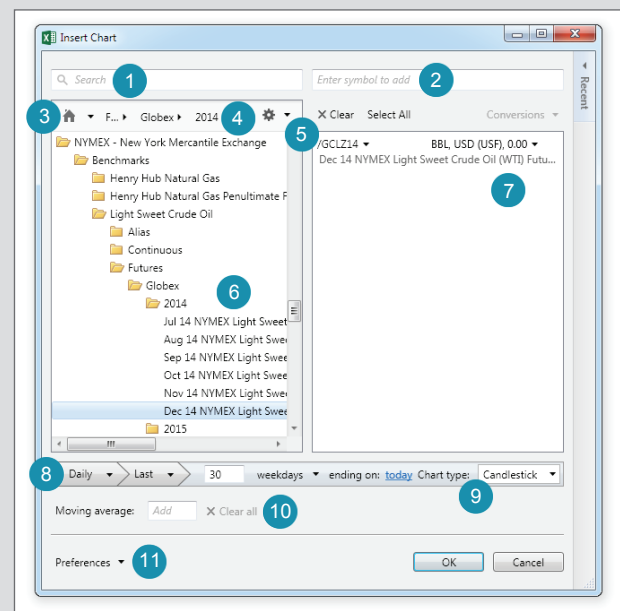 Insert Chart
Search
1
Enter symbol to add
2
Recent
3
F...
Globex
2014
4
5
Clear
Select All
Conversions
NYMEX - New York Mercantile Exchange
Benchmarks
Henry Hub Natural Gas
Henry Hub Natural Gas Penultimate F
Light Sweet Crude Oil
Alias
Continuous
Futures
Globex
2014
6
Jul 14 NYMEX Light Sweet
Aug 14 NYMEX Light Swee
Sep 14 NYMEX Light Swee
Oct 14 NYMEX Light Swee
Nov 14 NYMEX Light Swee
Dec 14 NYMEX Light Swee
2015
/GCLZ14
BBL, USD (USF), 0.00
Dec 14 NYMEX Light Sweet Crude Oil (WTI) Futu...
7
8
Daily
Last
30
weekdays
ending on: today
Chart type:
Candlestick
9
Moving average:
Add
Clear all
10
Preferences
11
OK
Cancel